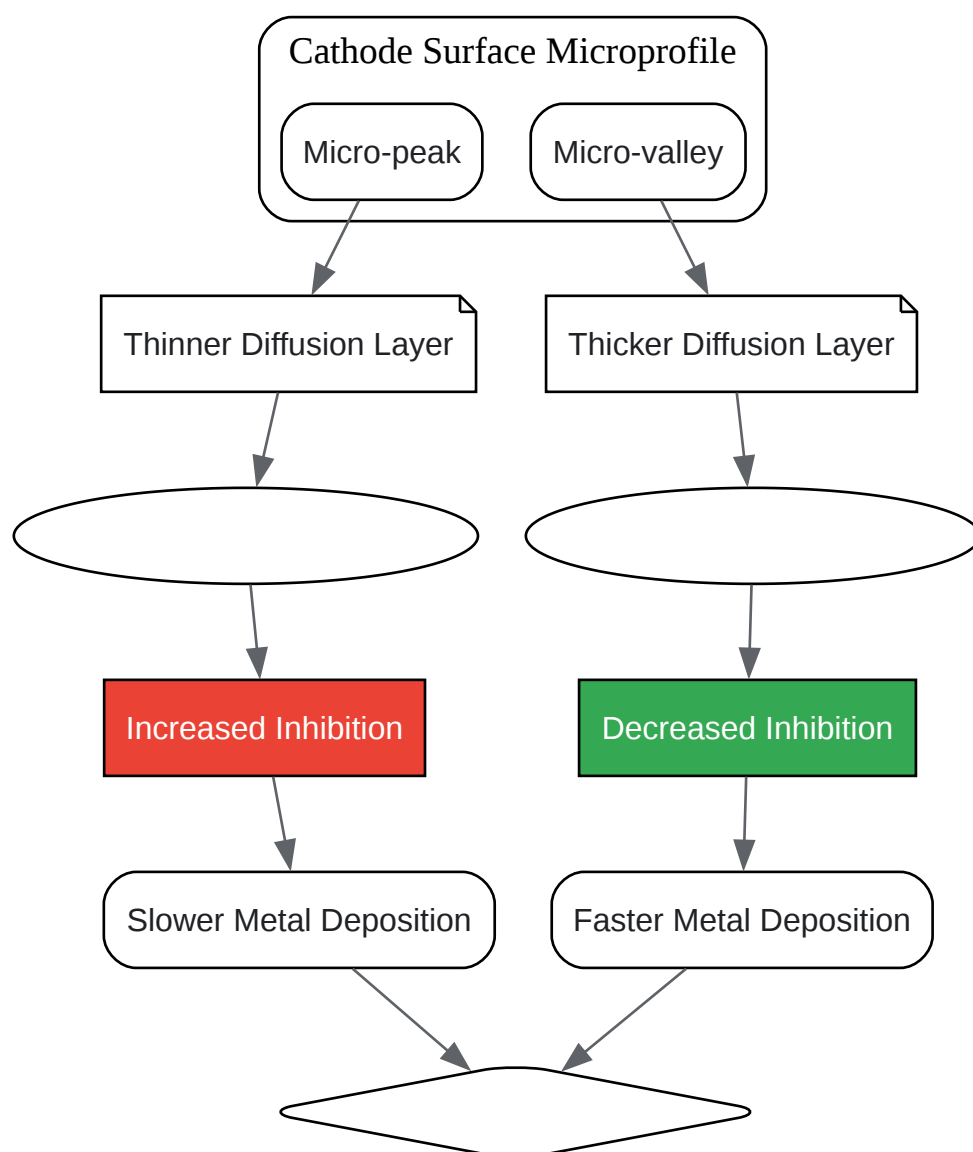 Cathode Surface Microprofile
Micro-peak
Micro-valley
Thinner Diffusion Layer
Thicker Diffusion Layer
Increased Inhibition
Decreased Inhibition
Slower Metal Deposition
Faster Metal Deposition